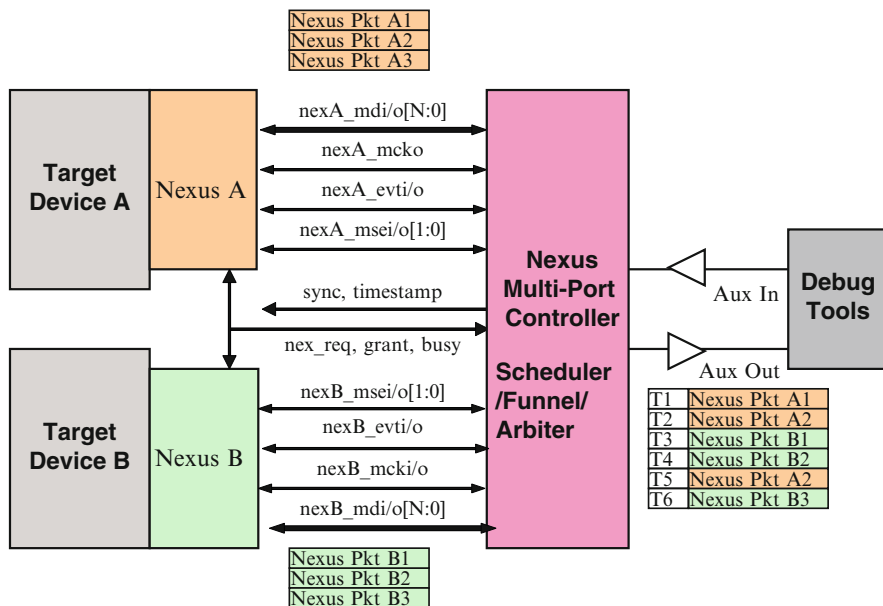 Nexus Pkt A1
Nexus Pkt A2
Nexus Pkt A3
Target
Device A
Nexus A
nexA_mdi/o[N:0]
nexA_mcko
nexA_evti/o
nexA_msei/o[1:0]
sync, timestamp
nex_req, grant, busy
Target
Device B
Nexus B
nexB_msei/o[1:0]
nexB_evti/o
nexB_mcki/o
nexB_mdi/o[N:0]
Nexus Pkt B1
Nexus Pkt B2
Nexus Pkt B3
Nexus
Multi-Port
Controller
Scheduler
/Funnel/
Arbiter
Aux In
Aux Out
Debug
Tools
T1 Nexus Pkt A1
T2 Nexus Pkt A2
T3 Nexus Pkt B1
T4 Nexus Pkt B2
T5 Nexus Pkt A2
T6 Nexus Pkt B3